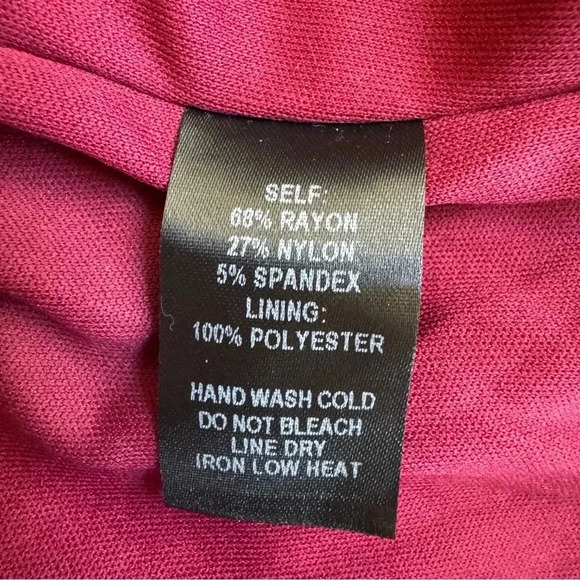 SELF:
68% RAYON
27% NYLON
5% SPANDEX
LINING:
100% POLYESTER
HAND WASH COLD
DO NOT BLEACH
LINE DRY
IRON LOW HEAT